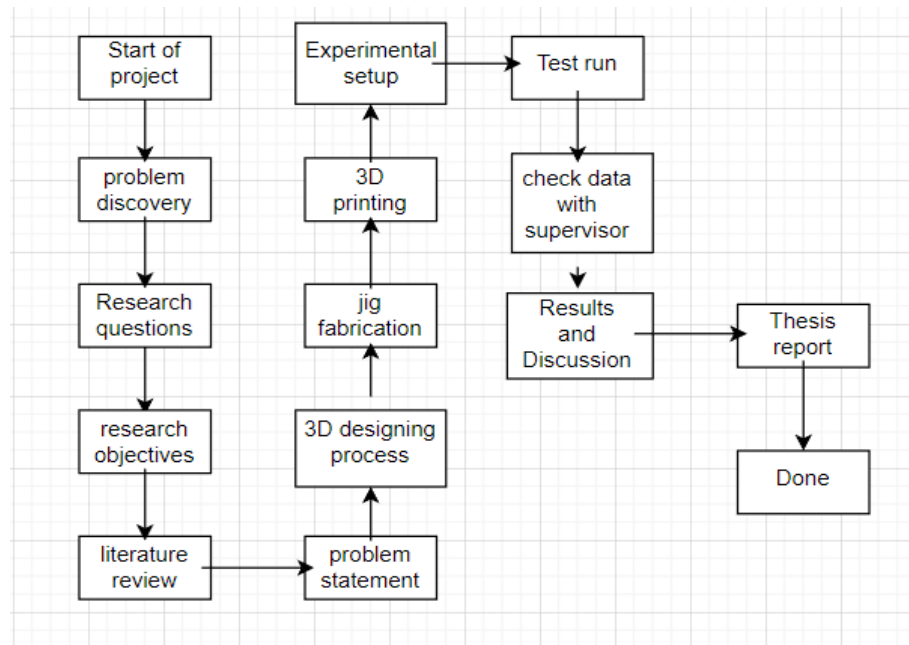 Start of
project
problem
discovery
Research
questions
research
objectives
literature
review
problem
statement
3D designing
process
jig
fabrication
3D
printing
Experimental
setup
Test run
check data
with
supervisor
Results
and
Discussion
Thesis
report
Done